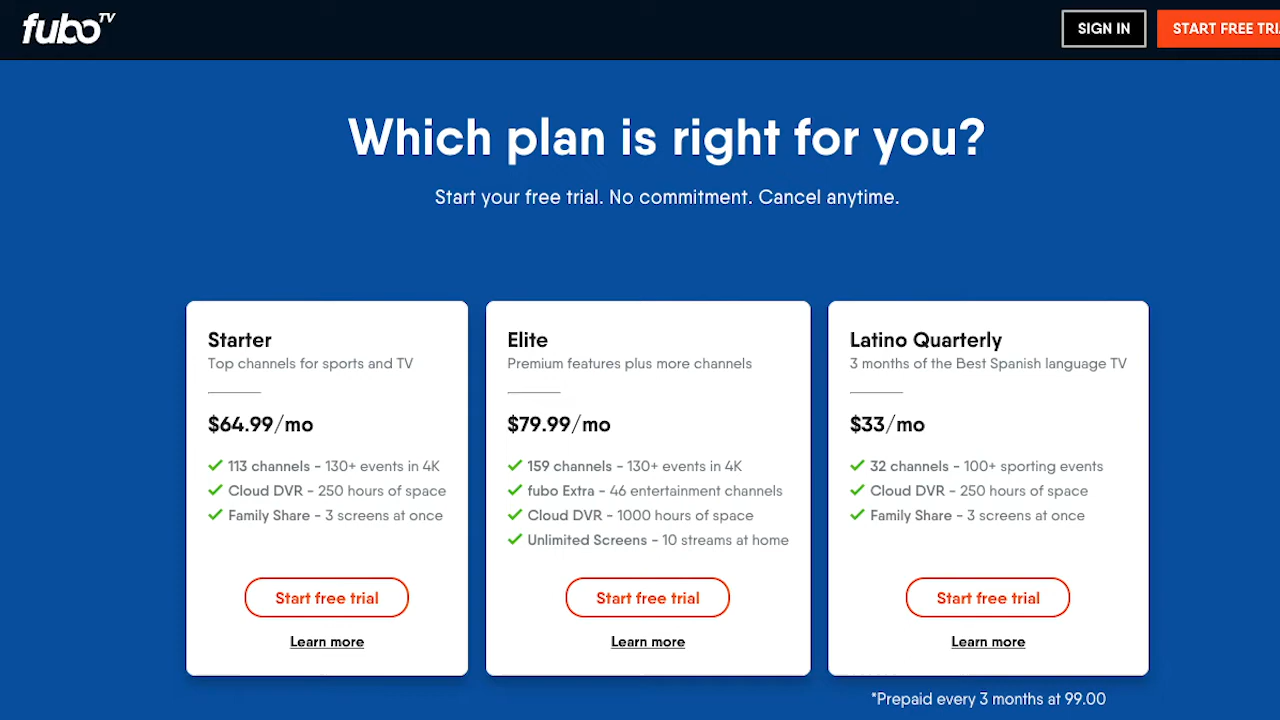 fubo TV
SIGN IN
START FREE TRI
Which plan is right for you?
Start your free trial. No commitment. Cancel anytime.
Starter
Top channels for sports and TV
$64.99/mo
113 channels - 130+ events in 4K
Cloud DVR - 250 hours of space
Family Share - 3 screens at once
Start free trial
Learn more
Elite
Premium features plus more channels
$79.99/mo
159 channels - 130+ events in 4K
fubo Extra - 46 entertainment channels
Cloud DVR - 1000 hours of space
Unlimited Screens - 10 streams at home
Start free trial
Learn more
Latino Quarterly
3 months of the Best Spanish language TV
$33/mo
32 channels - 100+ sporting events
Cloud DVR - 250 hours of space
Family Share - 3 screens at once
Start free trial
Learn more
*Prepaid every 3 months at 99.00